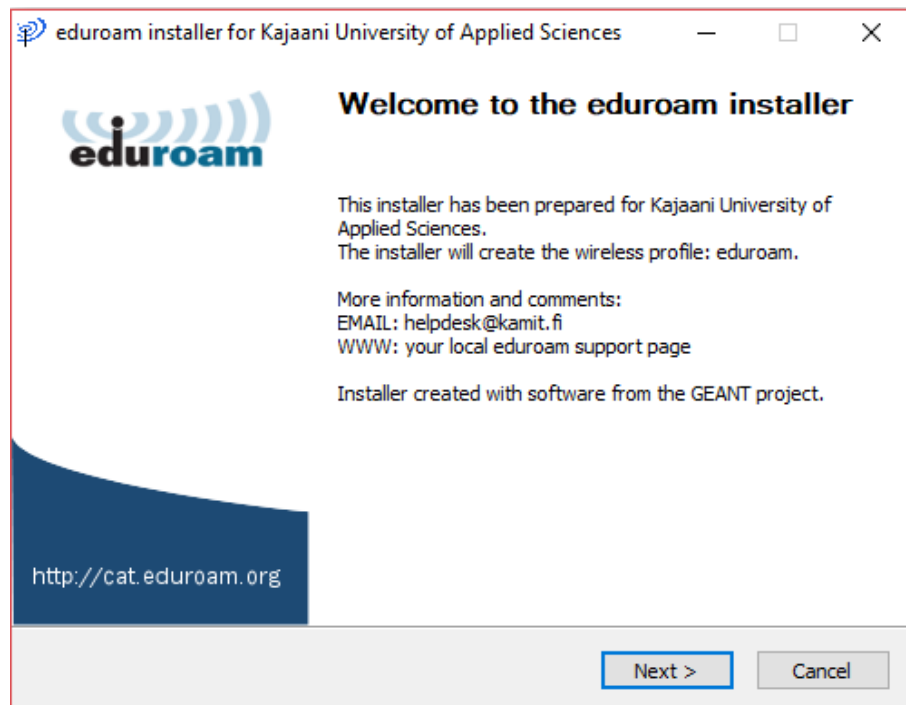 eduroam installer for Kajaani University of Applied Sciences
eduroam
Welcome to the eduroam installer
This installer has been prepared for Kajaani University of
Applied Sciences.
The installer will create the wireless profile: eduroam.
More information and comments:
EMAIL: helpdesk@kamit.fi
WWW: your local eduroam support page
Installer created with software from the GEANT project.
http://cat.eduroam.org
Next >
Cancel